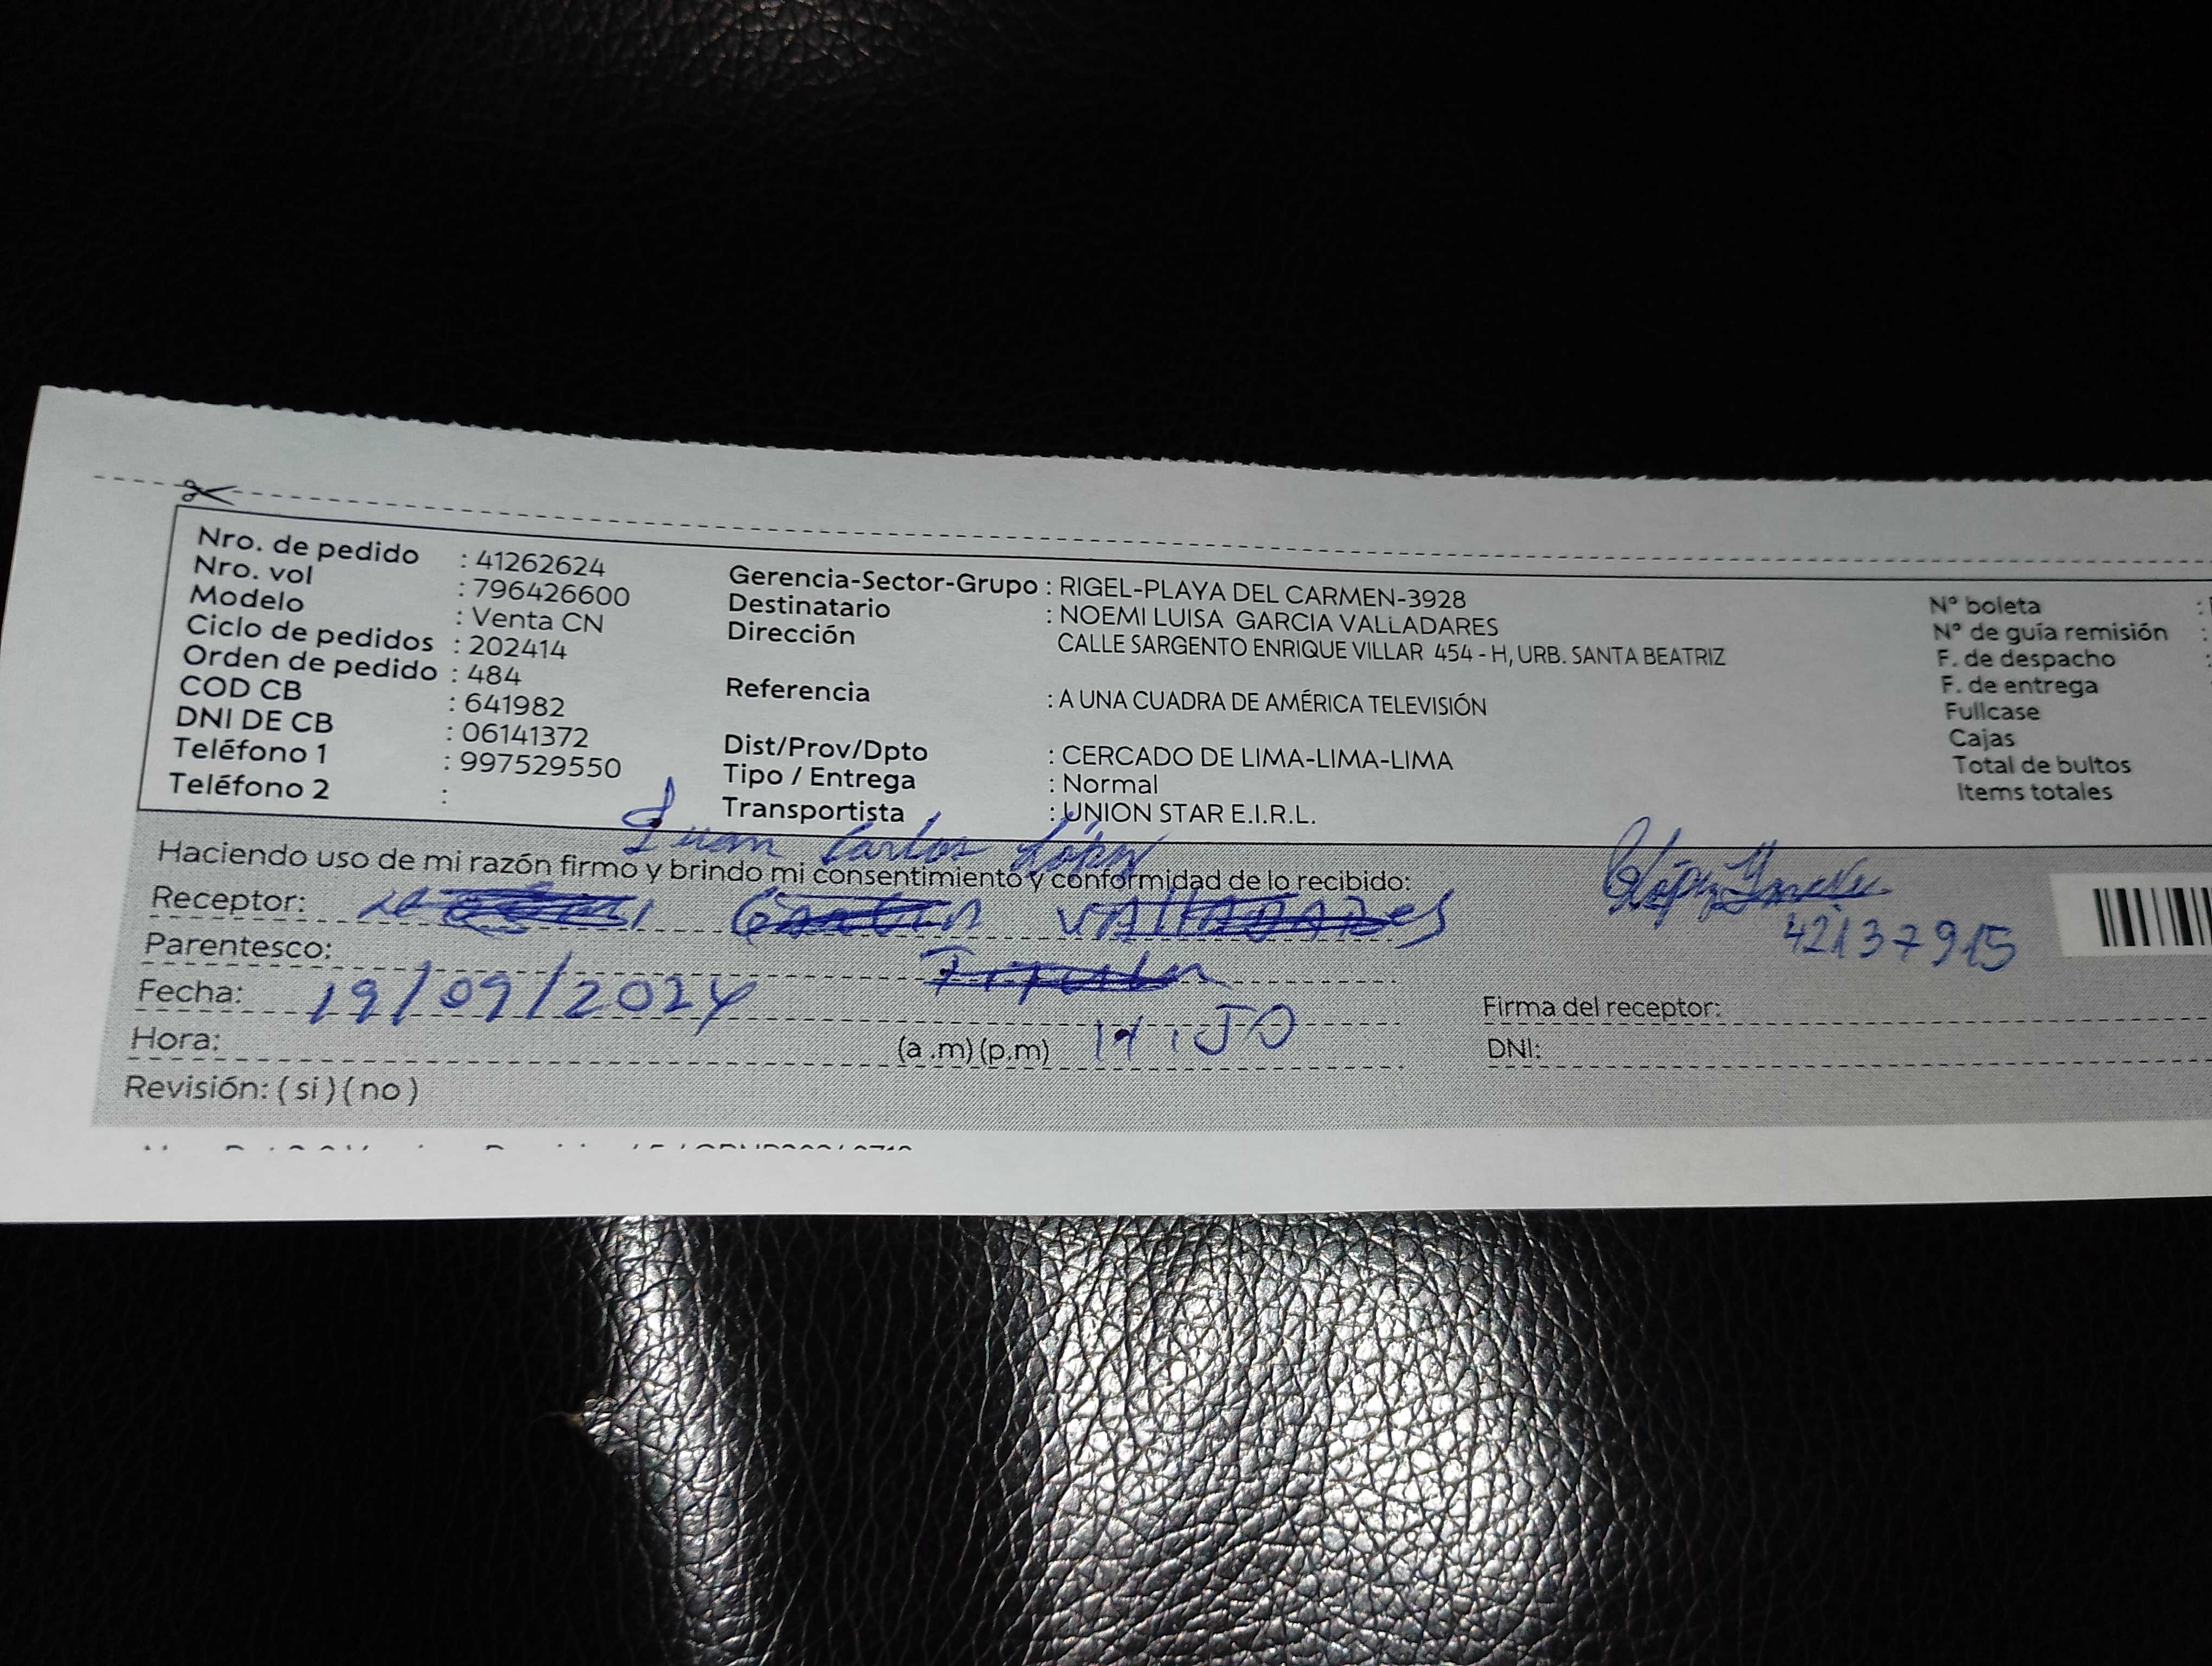 Nro. de pedido : 41262624
Nro. vol : 796426600
Modelo : Venta CN
Ciclo de pedidos : 202414
Orden de pedido : 484
COD CB : 641982
DNI DE CB : 06141372
Teléfono 1 : 997529550
Teléfono 2 :
Gerencia-Sector-Grupo : RIGEL-PLAYA DEL CARMEN-3928
Destinatario : NOEMI LUISA GARCIA VALLADARES
Dirección CALLE SARGENTO ENRIQUE VILLAR 454 - H, URB. SANTA BEATRIZ
Referencia : A UNA CUADRA DE AMÉRICA TELEVISIÓN
Dist/Prov/Dpto : CERCADO DE LIMA-LIMA-LIMA
Tipo / Entrega : Normal
Transportista : UNION STAR E.I.R.L.
N° boleta :
N° de guía remisión :
F. de despacho :
F. de entrega
Fullcase
Cajas
Total de bultos
Items totales
Juan Carlos López
Haciendo uso de mi razón firmo y brindo mi consentimiento y conformidad de lo recibido:
Receptor: VALLADARES
Parentesco:
Fecha: 19/09/2024
Hora: (a.m)(p.m)
Revisión: ( si ) ( no )
42137915
Firma del receptor:
DNI: